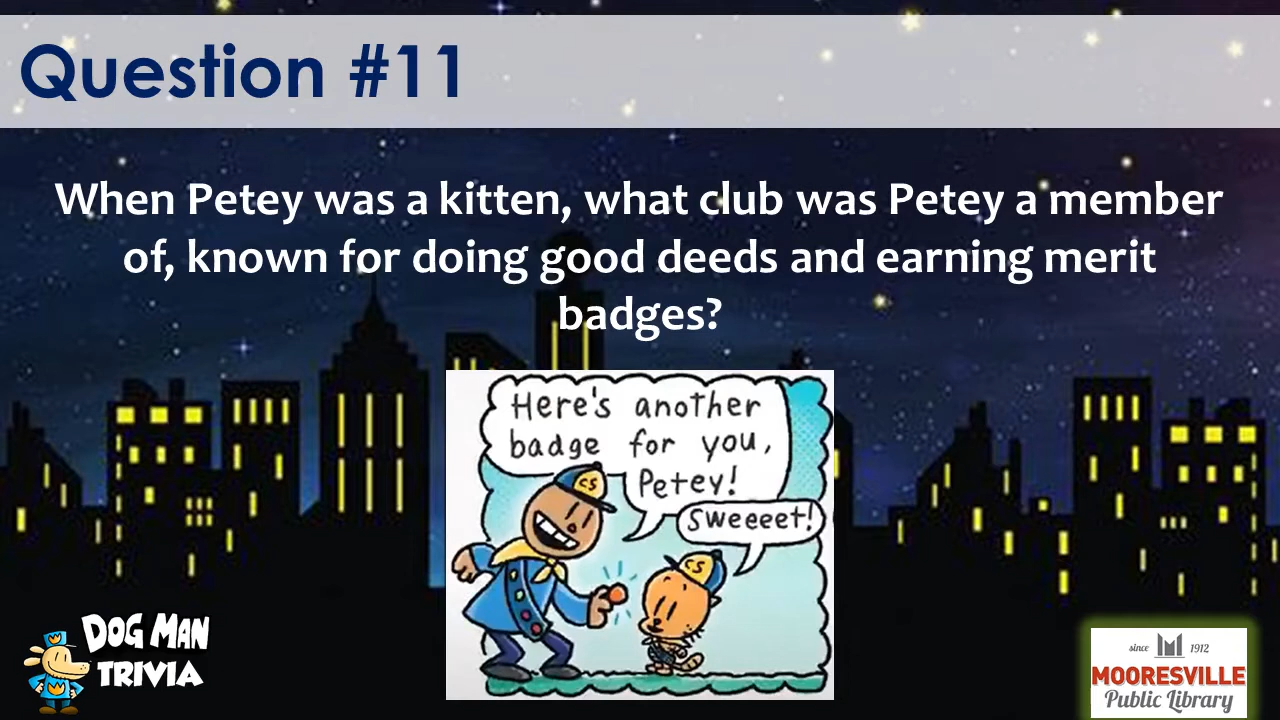 Question #11
When Petey was a kitten, what club was Petey a member
of, known for doing good deeds and earning merit
badges?
Here's another
badge for you,
Petey!
Sweeeet!
CS
CS
DOG MAN
TRIVIA
since 1912
MOORESVILLE
Public Library